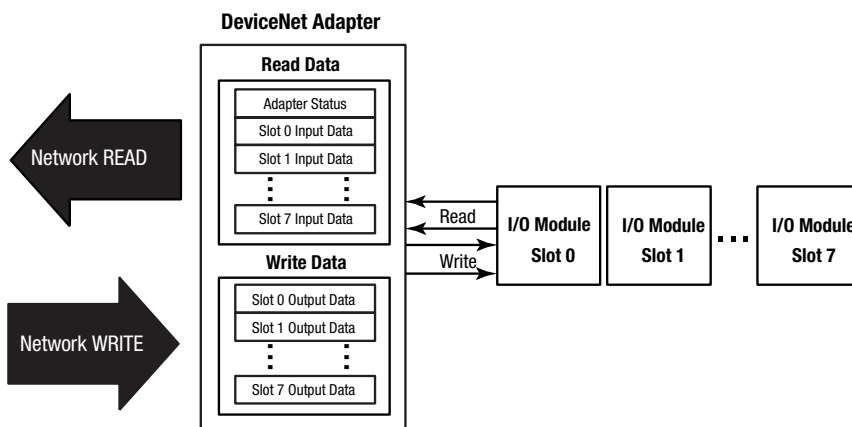 DeviceNet Adapter
Read Data
Adapter Status
Slot 0 Input Data
Slot 1 Input Data
Slot 7 Input Data
Network READ
Read
Write
I/O Module
Slot 0
I/O Module
Slot 1
I/O Module
Slot 7
Write Data
Slot 0 Output Data
Slot 1 Output Data
Slot 7 Output Data
Network WRITE